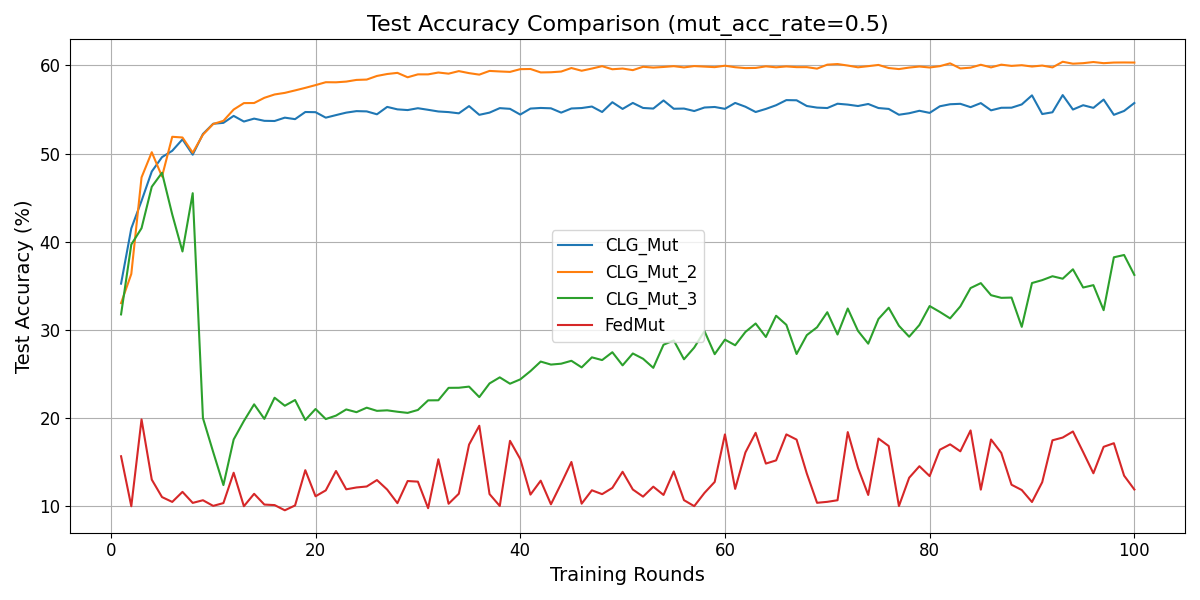 Test Accuracy Comparison (mut_acc_rate=0.5)
Test Accuracy (%)
60
50
40
30
20
10
CLG_Mut
CLG_Mut_2
CLG_Mut_3
FedMut
0
20
40
60
80
100
Training Rounds